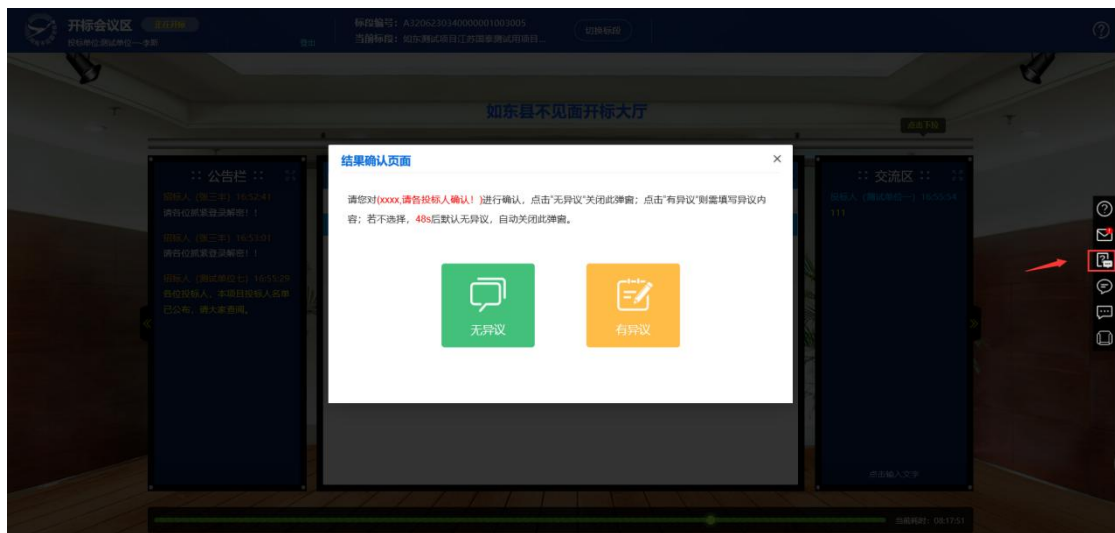 开标会议区
投标单位:测试单位一-李新
登出
标段编号：A3206230340000001003005
当前标段：如东测试项目江苏国泰测试用项目...
切换标段
如东县不见面开标大厅
:: 公告栏 ::
招标人（张三丰）16:52:41
请各位抓紧登录解密！！
招标人（张三丰）16:53:01
请各位抓紧登录解密！！
招标人（测试单位七）16:55:29
各位投标人，本项目投标人名单
已公布，请大家查阅。
结果确认页面
×
请您对(xxxx,请各投标人确认！)进行确认，点击"无异议"关闭此弹窗；点击"有异议"则需填写异议内
容；若不选择，48s后默认无异议，自动关闭此弹窗。
无异议
有异议
:: 交流区 ::
投标人（测试单位一）16:55:54
111
点击输入文字
当前耗时：00:17:51